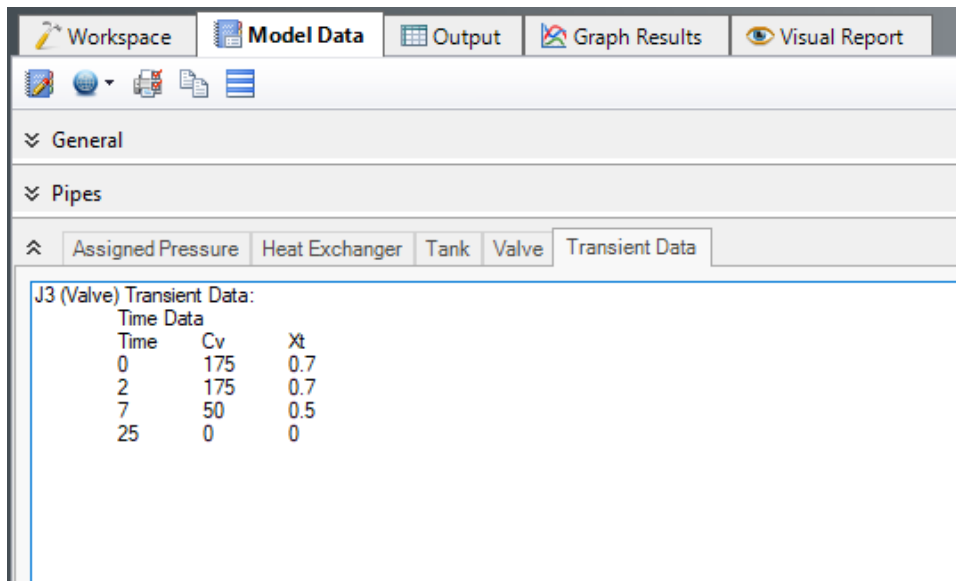 Workspace Model Data Output Graph Results Visual Report
General
Pipes
Assigned Pressure Heat Exchanger Tank Valve Transient Data
J3 (Valve) Transient Data:
Time Data
Time Cv Xt
0 175 0.7
2 175 0.7
7 50 0.5
25 0 0